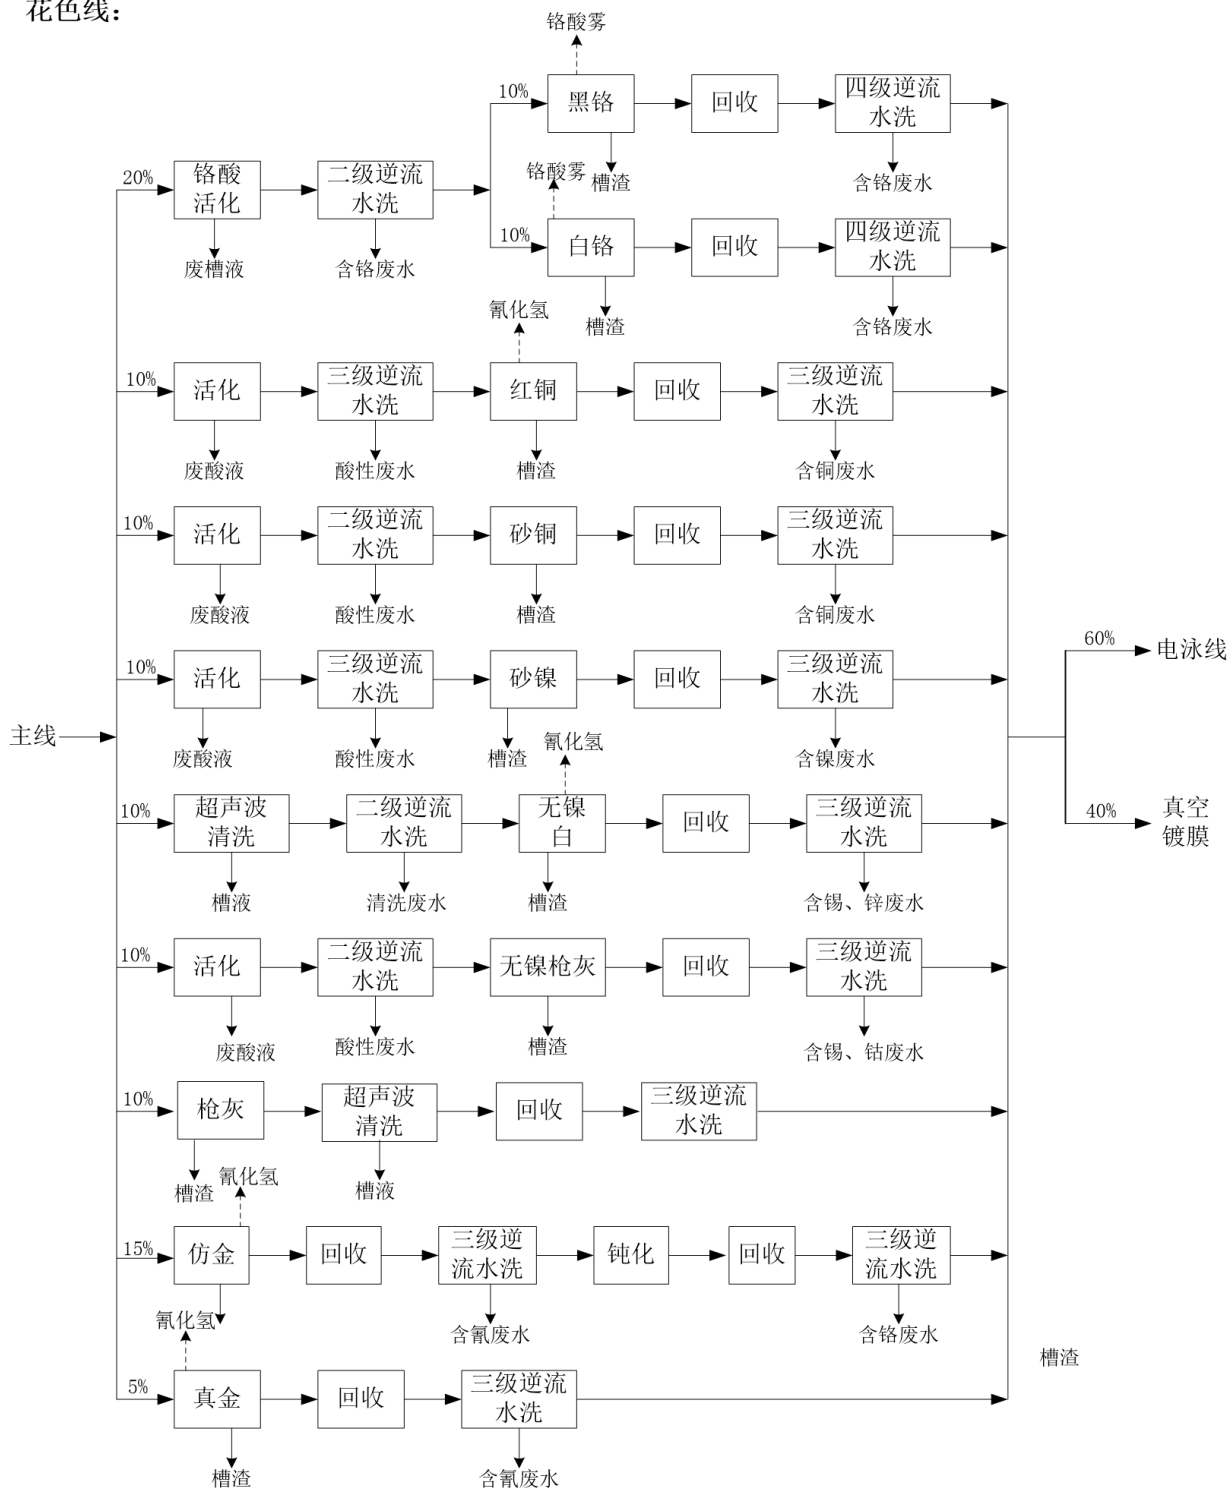 花色线：
铬酸雾
10%
黑铬
回收
四级逆流
水洗
槽渣
含铬废水
20%
铬酸
活化
二级逆流
水洗
废槽液
含铬废水
铬酸雾
10%
白铬
回收
四级逆流
水洗
槽渣
含铬废水
10%
活化
三级逆流
水洗
氰化氢
红铜
回收
三级逆流
水洗
废酸液
酸性废水
槽渣
含铜废水
10%
活化
二级逆流
水洗
砂铜
回收
三级逆流
水洗
废酸液
酸性废水
槽渣
含铜废水
10%
活化
三级逆流
水洗
砂镍
回收
三级逆流
水洗
废酸液
酸性废水
槽渣
含镍废水
主线
60%
电泳线
40%
真空
镀膜
10%
超声波
清洗
二级逆流
水洗
氰化氢
无镍
白
回收
三级逆流
水洗
槽液
清洗废水
槽渣
含锡、锌废水
10%
活化
二级逆流
水洗
无镍枪灰
回收
三级逆流
水洗
废酸液
酸性废水
槽渣
含锡、钴废水
10%
枪灰
超声波
清洗
回收
三级逆流
水洗
槽渣
槽液
氰化氢
15%
仿金
回收
三级逆
流水洗
钝化
回收
三级逆
流水洗
含氰废水
含铬废水
槽渣
氰化氢
5%
真金
回收
三级逆流
水洗
槽渣
含氰废水